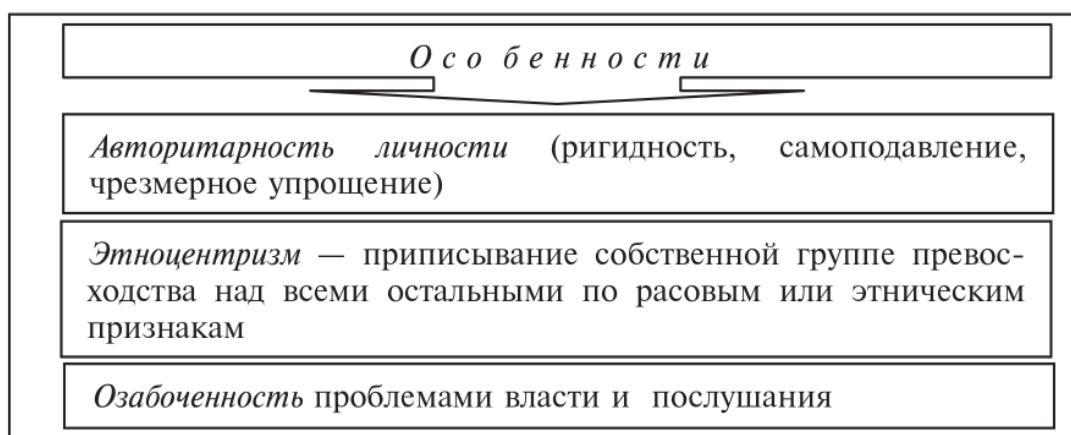 Особенности
Авторитарность личности (ригидность, самоподавление,
чрезмерное упрощение)
Этноцентризм — приписывание собственной группе превос-
ходства над всеми остальными по расовым или этническим
признакам
Озабоченность проблемами власти и послушания